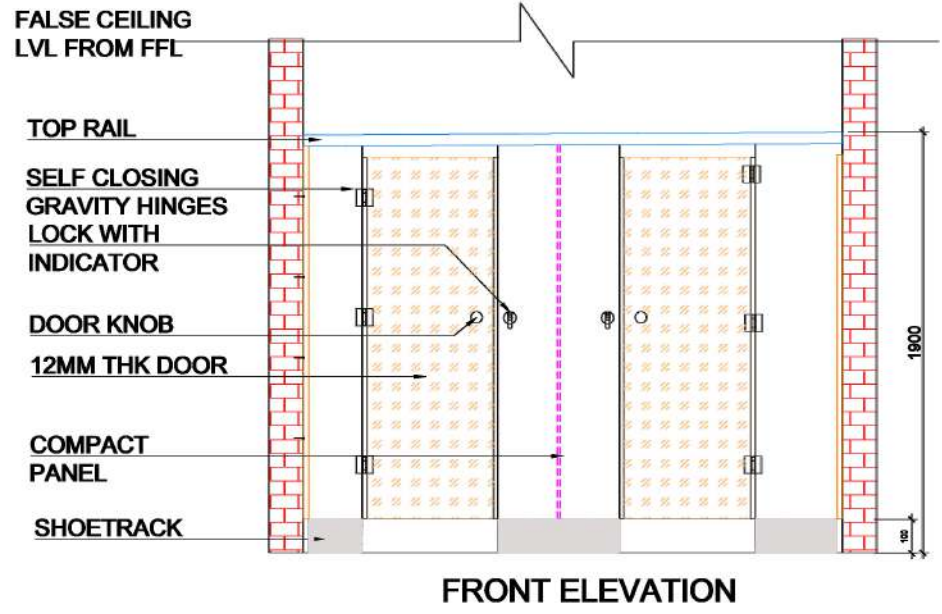 FALSE CEILING
LVL FROM FFL
TOP RAIL
SELF CLOSING
GRAVITY HINGES
LOCK WITH
INDICATOR
DOOR KNOB
12MM THK DOOR
COMPACT
PANEL
SHOETRACK
1900
100
FRONT ELEVATION